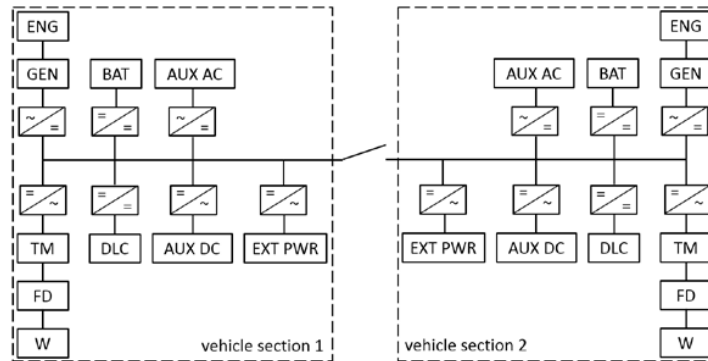 ENG ENG
GEN BAT AUX AC AUX AC BAT GEN
~ = = = ~ = ~ = = = ~ =
= ~ = = = ~ = ~ = ~ = ~ = = = ~
TM DLC AUX DC EXT PWR EXT PWR AUX DC DLC TM
FD FD
W vehicle section 1 vehicle section 2 W